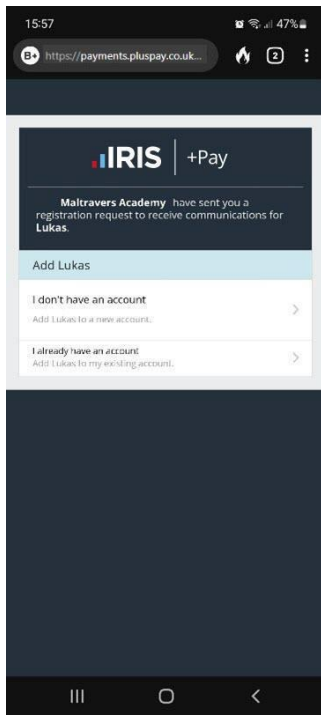 15:57
47%
B+ https://payments.pluspay.co.uk...
2
IRIS +Pay
Maltravers Academy have sent you a
registration request to receive communications for
Lukas.
Add Lukas
I don't have an account
Add Lukas to a new account.
I already have an account
Add Lukas to my existing account.